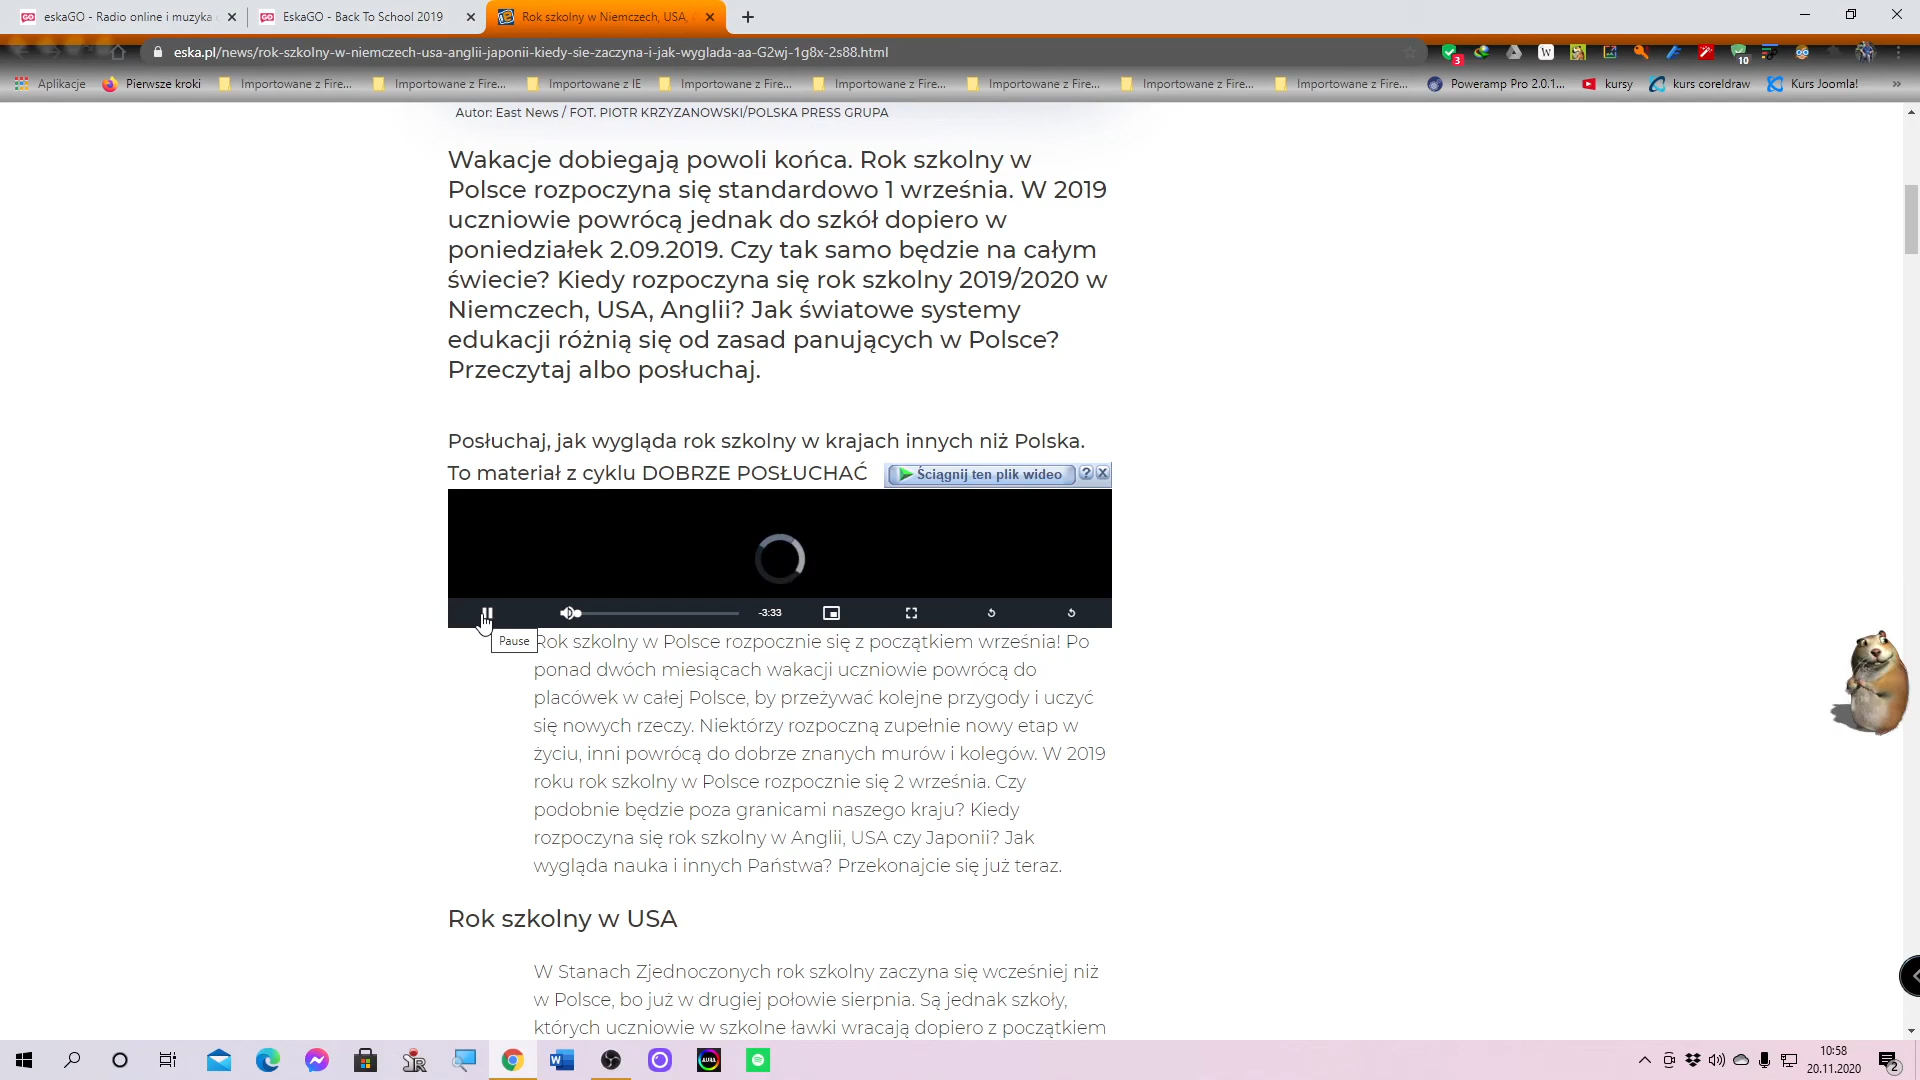 eskaGO - Radio online i muzyka
EskaGO - Back To School 2019
Rok szkolny w Niemczech, USA,
eska.pl/news/rok-szkolny-w-niemczech-usa-anglii-japonii-kiedy-sie-zaczyna-i-jak-wyglada-aa-G2wj-1g8x-2s88.html
3
10
Aplikacje
Pierwsze kroki
Importowane z Fire...
Importowane z Fire...
Importowane z IE
Importowane z Fire...
Importowane z Fire...
Importowane z Fire...
Importowane z Fire...
Importowane z Fire...
Poweramp Pro 2.0.1...
kursy
kurs coreldraw
Kurs Joomla!
»
Autor: East News / FOT. PIOTR KRZYZANOWSKI/POLSKA PRESS GRUPA
Wakacje dobiegają powoli końca. Rok szkolny w
Polsce rozpoczyna się standardowo 1 września. W 2019
uczniowie powrócą jednak do szkół dopiero w
poniedziałek 2.09.2019. Czy tak samo będzie na całym
świecie? Kiedy rozpoczyna się rok szkolny 2019/2020 w
Niemczech, USA, Anglii? Jak światowe systemy
edukacji różnią się od zasad panujących w Polsce?
Przeczytaj albo posłuchaj.
Posłuchaj, jak wygląda rok szkolny w krajach innych niż Polska.
To materiał z cyklu DOBRZE POSŁUCHAĆ
Ściągnij ten plik wideo
?
-3:33
Pause
Rok szkolny w Polsce rozpocznie się z początkiem września! Po
ponad dwóch miesiącach wakacji uczniowie powrócą do
placówek w całej Polsce, by przeżywać kolejne przygody i uczyć
się nowych rzeczy. Niektórzy rozpoczną zupełnie nowy etap w
życiu, inni powrócą do dobrze znanych murów i kolegów. W 2019
roku rok szkolny w Polsce rozpocznie się 2 września. Czy
podobnie będzie poza granicami naszego kraju? Kiedy
rozpoczyna się rok szkolny w Anglii, USA czy Japonii? Jak
wygląda nauka i innych Państwa? Przekonajcie się już teraz.
Rok szkolny w USA
W Stanach Zjednoczonych rok szkolny zaczyna się wcześniej niż
w Polsce, bo już w drugiej połowie sierpnia. Są jednak szkoły,
których uczniowie w szkolne ławki wracają dopiero z początkiem
AURA
10:58
20.11.2020
2